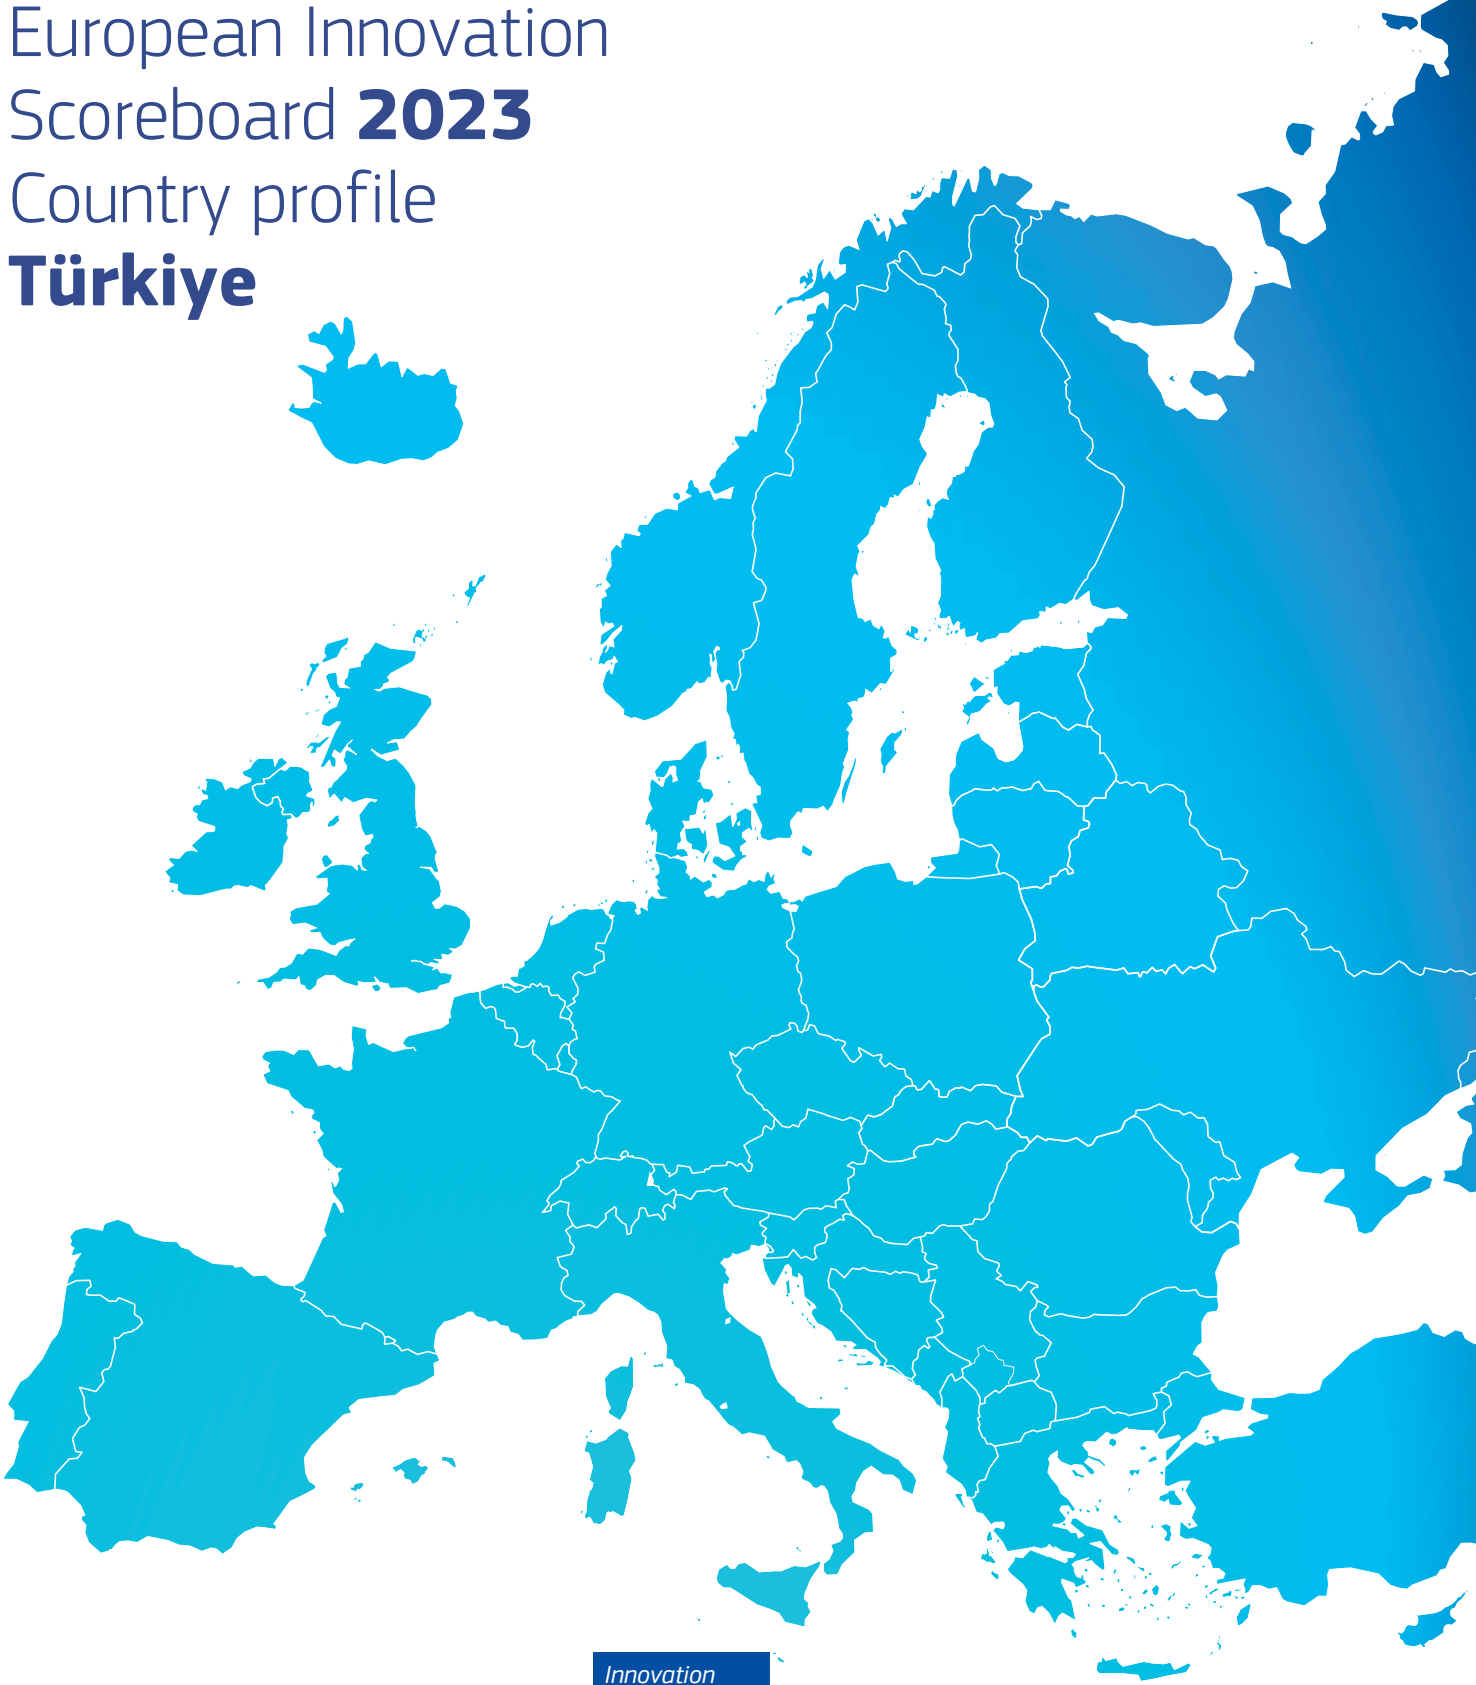 European Innovation
Scoreboard 2023
Country profile
Türkiye
Innovation